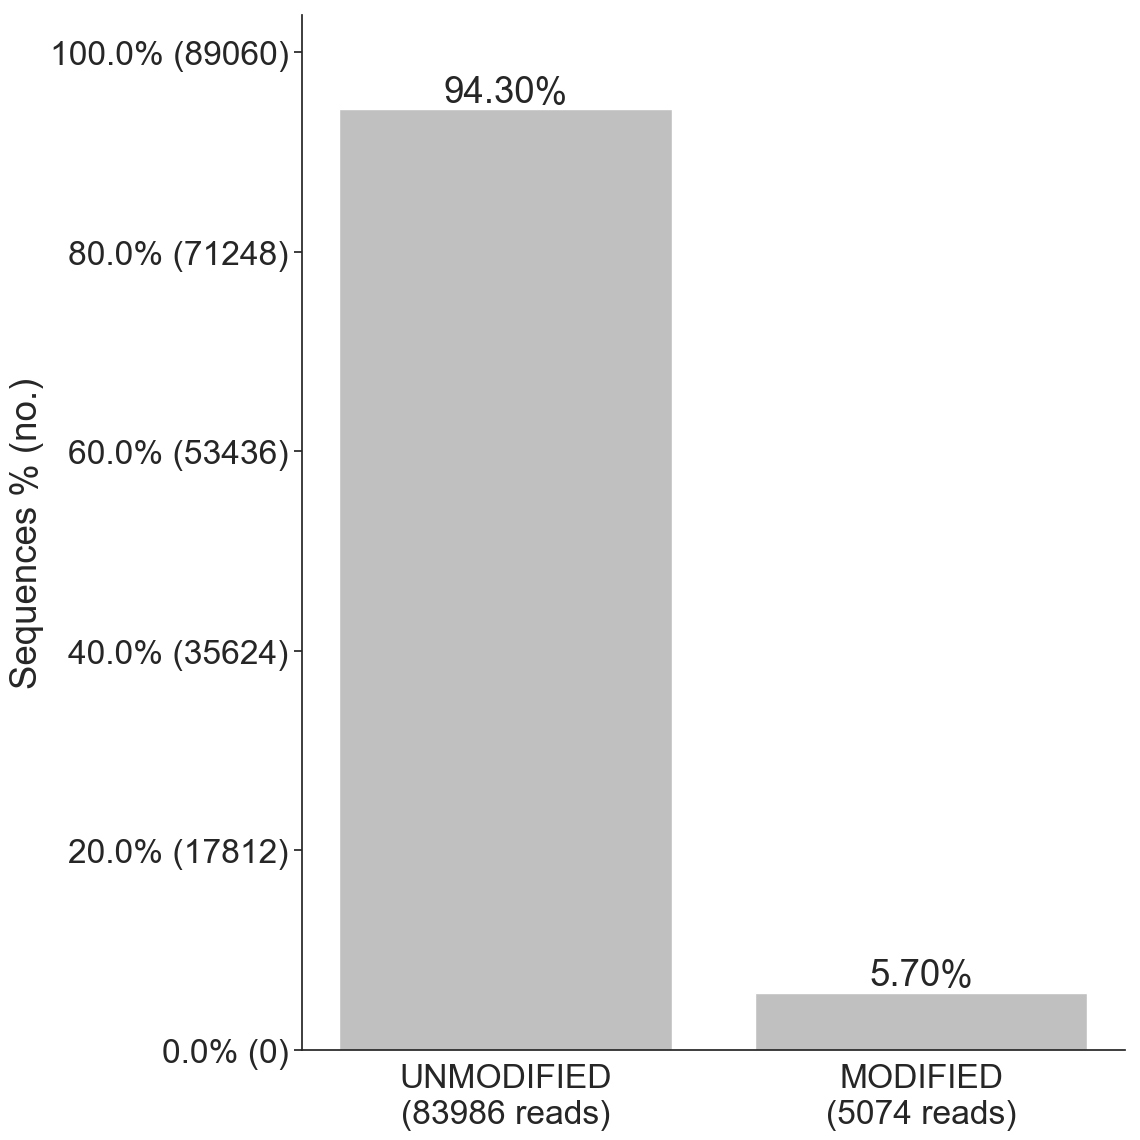 100.0% (89060)
94.30%
80.0% (71248)
Sequences % (no.)
60.0% (53436)
40.0% (35624)
20.0% (17812)
5.70%
0.0% (0)
UNMODIFIED
(83986 reads)
MODIFIED
(5074 reads)